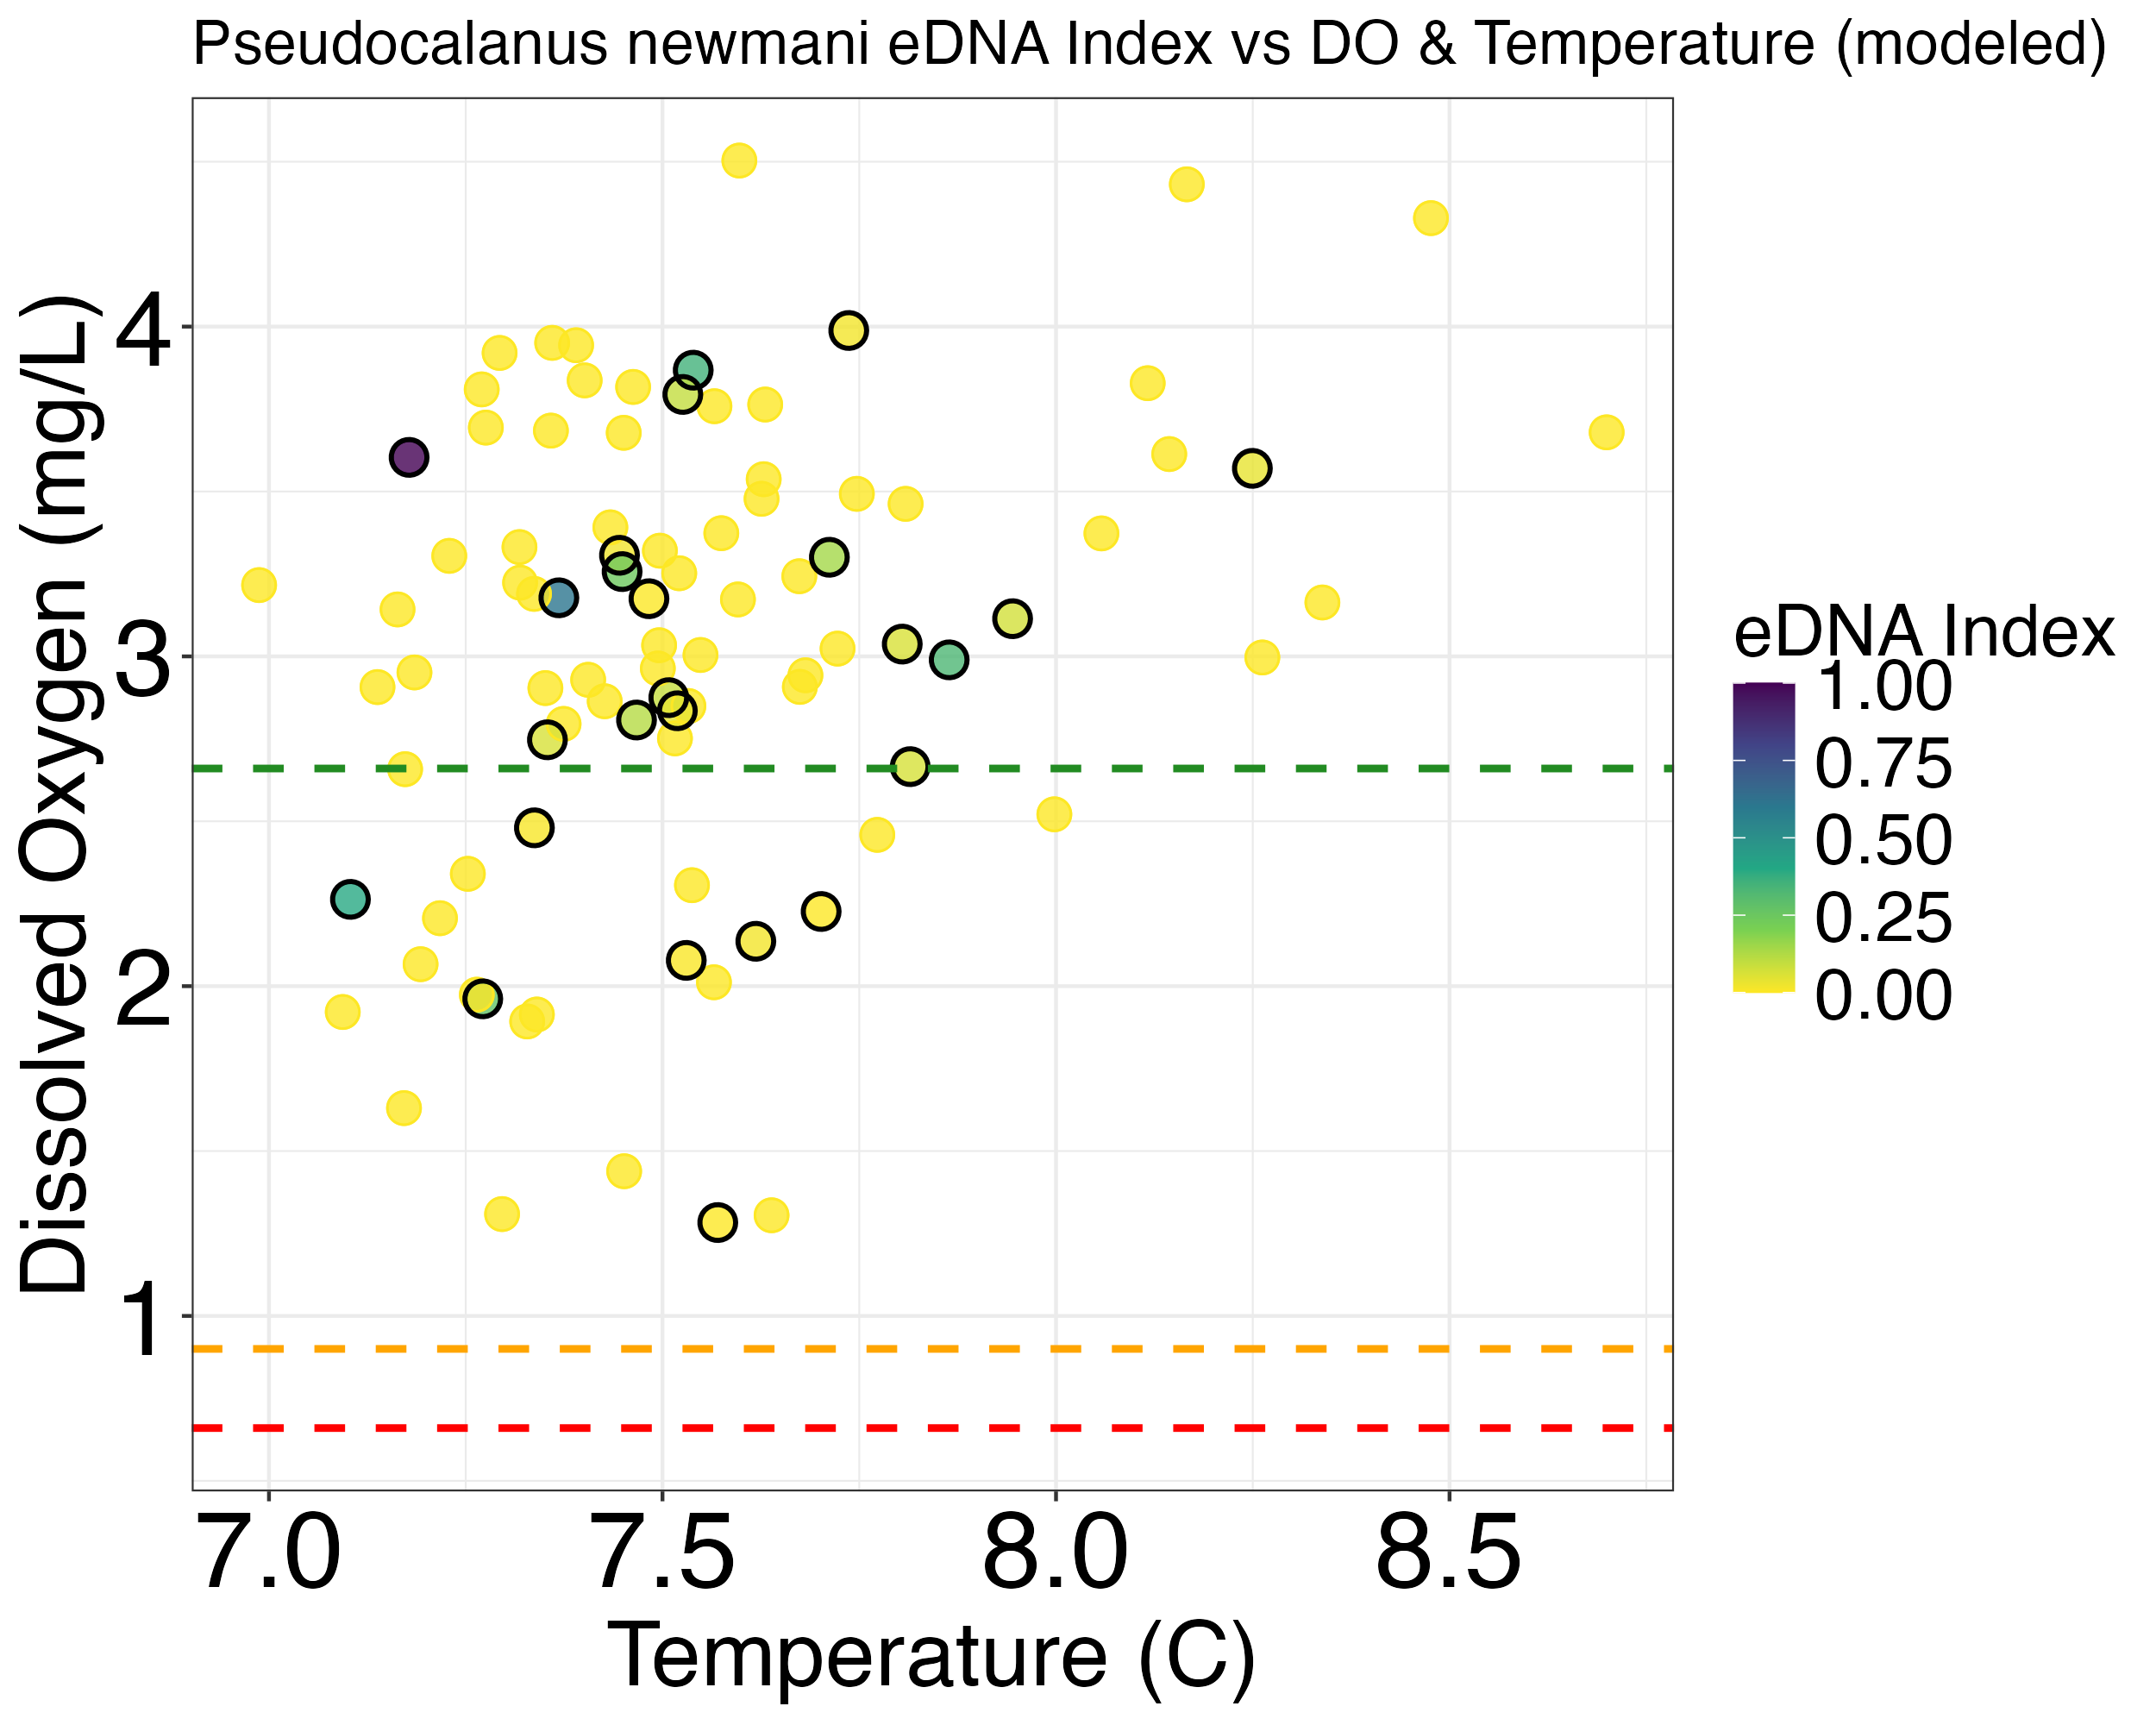 Pseudocalanus newmani eDNA Index vs DO & Temperature (modeled)
Dissolved Oxygen (mg/L)
4
3
2
1
7.0 7.5 8.0 8.5
Temperature (C)
eDNA Index
1.00
0.75
0.50
0.25
0.00